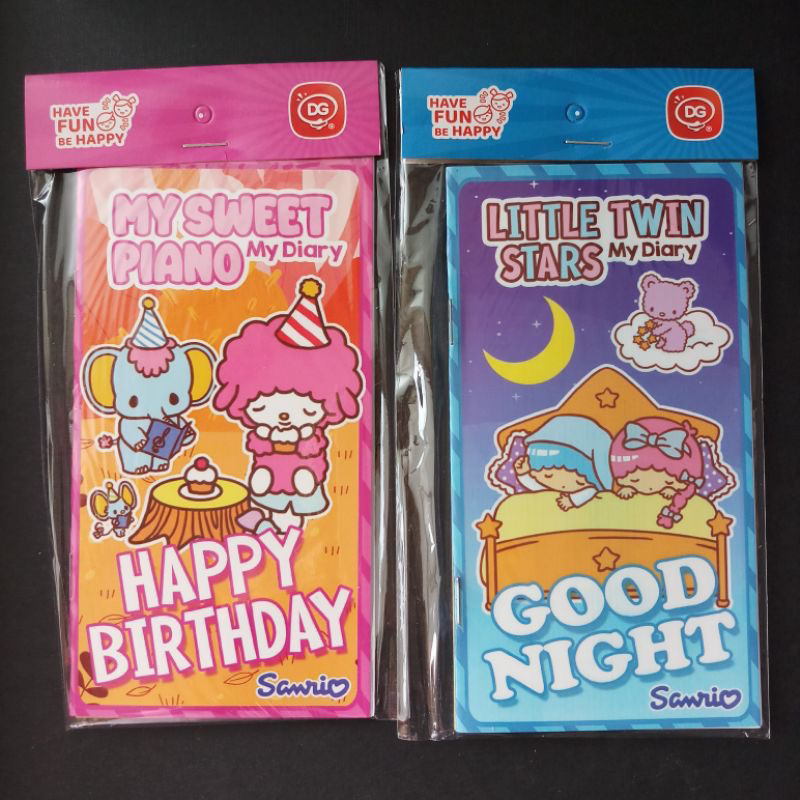 HAVE
FUN
BE HAPPY
DG
®
MY SWEET
PIANO My Diary
HAPPY
BIRTHDAY
Sanrio
HAVE
FUN
BE HAPPY
DG
®
LITTLE TWIN
STARS My Diary
GOOD
NIGHT
Sanrio